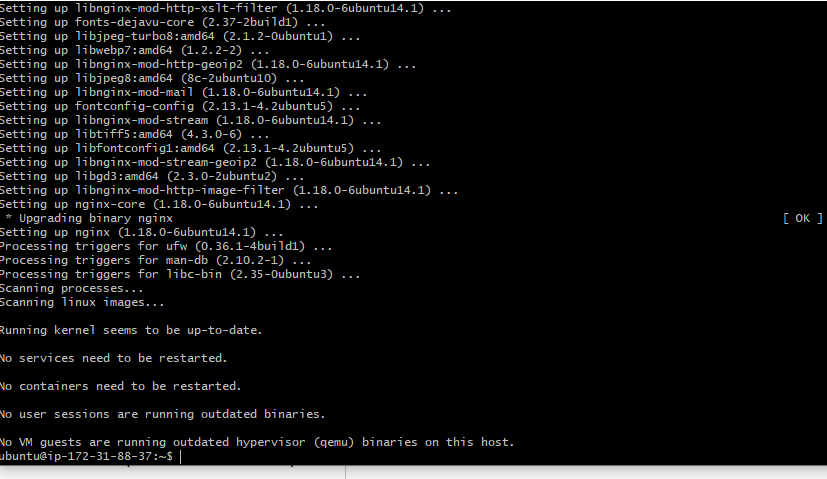 Setting up libnginx-mod-http-xslt-filter (1.18.0-6ubuntu14.1) ...
Setting up fonts-dejavu-core (2.37-2build1) ...
Setting up libjpeg-turbo8:amd64 (2.1.2-0ubuntu1) ...
Setting up libwebp7:amd64 (1.2.2-2) ...
Setting up libnginx-mod-http-geoip2 (1.18.0-6ubuntu14.1) ...
Setting up libjpeg8:amd64 (8c-2ubuntu10) ...
Setting up libnginx-mod-mail (1.18.0-6ubuntu14.1) ...
Setting up fontconfig-config (2.13.1-4.2ubuntu5) ...
Setting up libnginx-mod-stream (1.18.0-6ubuntu14.1) ...
Setting up libtiff5:amd64 (4.3.0-6) ...
Setting up libfontconfig1:amd64 (2.13.1-4.2ubuntu5) ...
Setting up libnginx-mod-stream-geoip2 (1.18.0-6ubuntu14.1) ...
Setting up libgd3:amd64 (2.3.0-2ubuntu2) ...
Setting up libnginx-mod-http-image-filter (1.18.0-6ubuntu14.1) ...
Setting up nginx-core (1.18.0-6ubuntu14.1) ...
 * Upgrading binary nginx [ OK ]
Setting up nginx (1.18.0-6ubuntu14.1) ...
Processing triggers for ufw (0.36.1-4build1) ...
Processing triggers for man-db (2.10.2-1) ...
Processing triggers for libc-bin (2.35-0ubuntu3) ...
Scanning processes...
Scanning linux images...
Running kernel seems to be up-to-date.
No services need to be restarted.
No containers need to be restarted.
No user sessions are running outdated binaries.
No VM guests are running outdated hypervisor (qemu) binaries on this host.
ubuntu@ip-172-31-88-37:~$